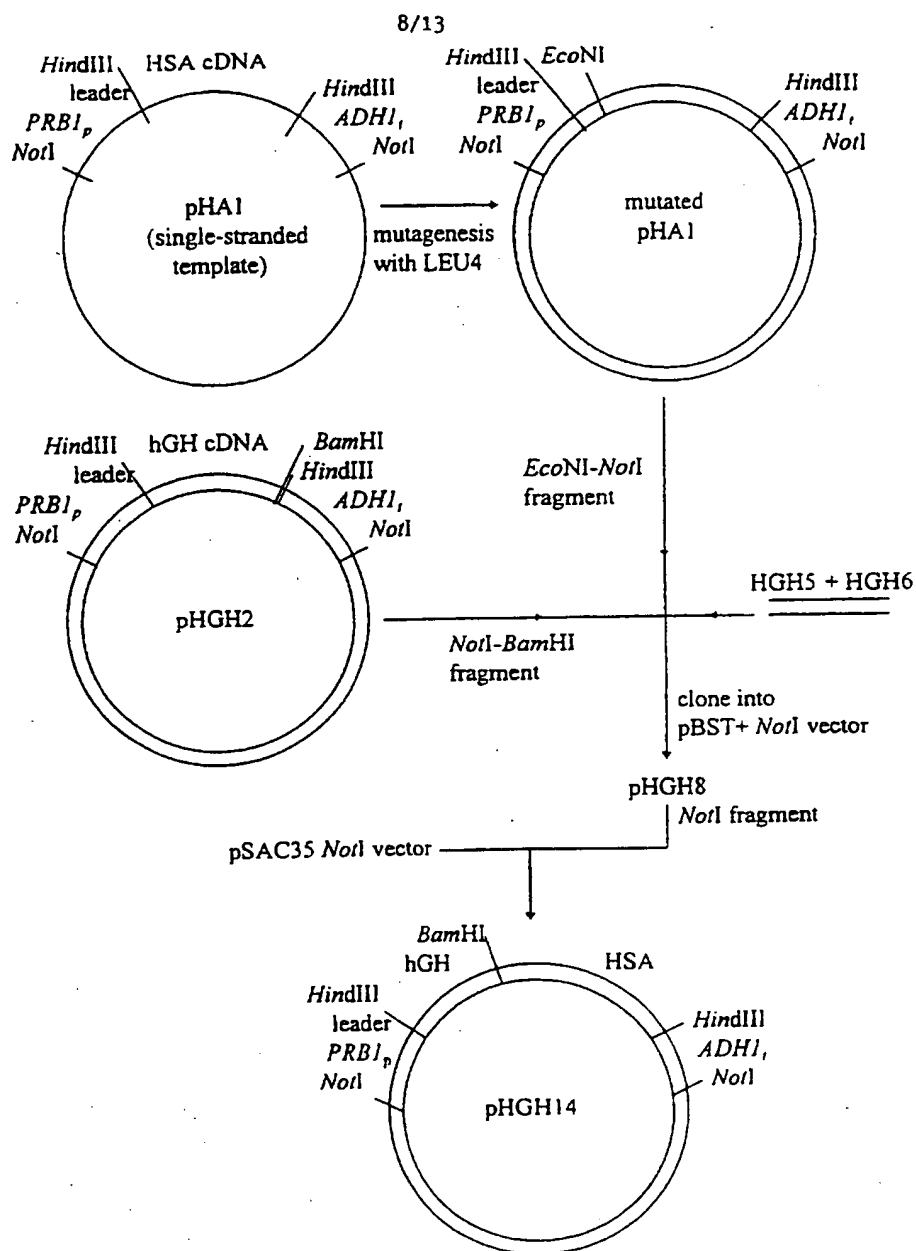 8/13
HindIII HSA cDNA
leader
PRB1p
NotI
HindIII
ADH1t
NotI
pHA1
(single-stranded
template)
mutagenesis
with LEU4
HindIII EcoNI
leader
PRB1p
NotI
HindIII
ADH1t
NotI
mutated
pHA1
HindIII hGH cDNA
leader
PRB1p
NotI
BamHI
HindIII
ADH1t
NotI
pHGH2
EcoNI-NotI
fragment
HGH5 + HGH6
NotI-BamHI
fragment
clone into
pBST+ NotI vector
pHGH8
NotI fragment
pSAC35 NotI vector
BamHI
hGH
HSA
HindIII
leader
PRB1p
NotI
HindIII
ADH1t
NotI
pHGH14